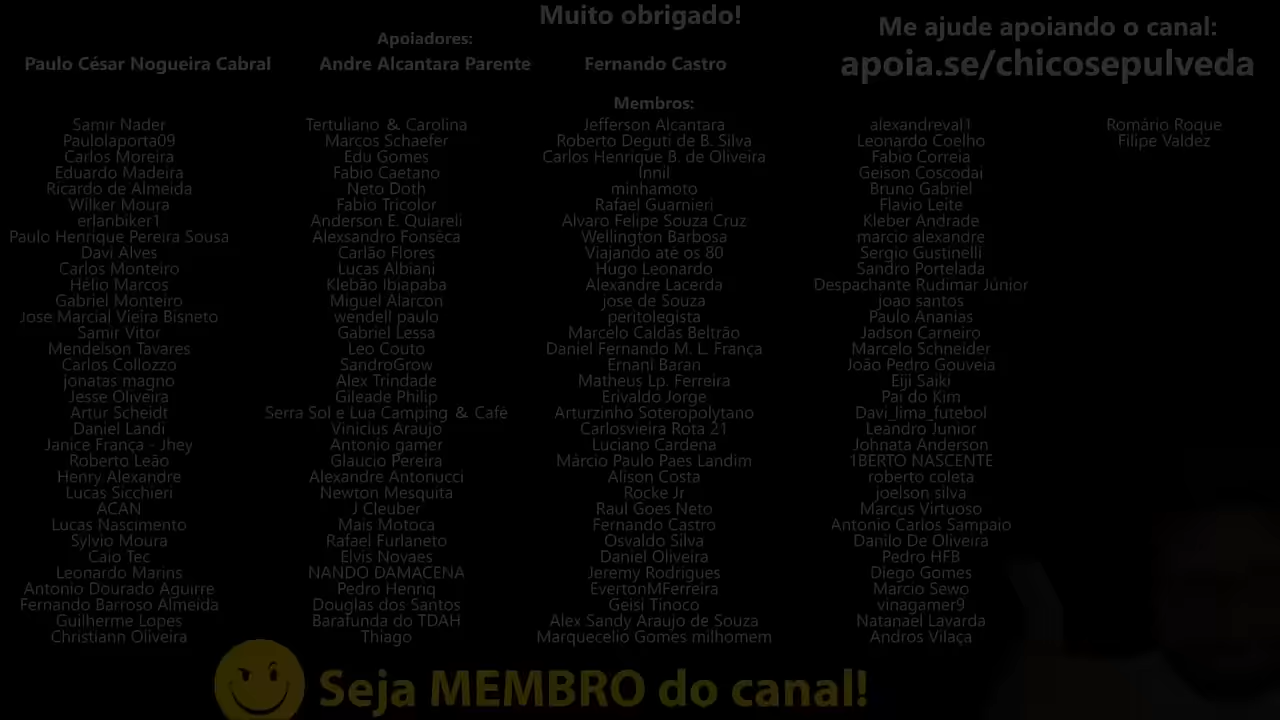 Muito obrigado!
Me ajude apoiando o canal:
apoia.se/chicosepulveda
Apoiadores:
Paulo César Nogueira Cabral
Andre Alcantara Parente
Fernando Castro
Membros:
Samir Nader
Paulolaporta09
Carlos Moreira
Eduardo Madeira
Ricardo de Almeida
Wilker Moura
erlanbiker1
Paulo Henrique Pereira Sousa
Davi Alves
Carlos Monteiro
Hélio Marcos
Gabriel Monteiro
Jose Marcial Vieira Bisneto
Samir Vitor
Mendelson Tavares
Carlos Collozzo
jonatas magno
Jesse Oliveira
Artur Scheidt
Daniel Landi
Janice França - Jhey
Roberto Leão
Henry Alexandre
Lucas Sicchieri
ACAN
Lucas Nascimento
Sylvio Moura
Caio Tec
Leonardo Marins
Antonio Dourado Aguirre
Fernando Barroso Almeida
Guilherme Lopes
Christiann Oliveira
Tertuliano & Carolina
Marcos Schaefer
Edu Gomes
Fabio Caetano
Neto Doth
Fabio Tricolor
Anderson E. Quiareli
Alexsandro Fonsêca
Carlão Flores
Lucas Albiani
Klebão Ibiapaba
Miguel Alarcon
wendell paulo
Gabriel Lessa
Leo Couto
SandroGrow
Alex Trindade
Gileade Philip
Serra Sol e Lua Camping & Café
Vinicius Araujo
Antonio gamer
Glaucio Pereira
Alexandre Antonucci
Newton Mesquita
J Cleuber
Mais Motoca
Rafael Furlaneto
Elvis Novaes
NANDO DAMACENA
Pedro Henriq
Douglas dos Santos
Barafunda do TDAH
Thiago
Jefferson Alcantara
Roberto Deguti de B. Silva
Carlos Henrique B. de Oliveira
Innil
minhamoto
Rafael Guarnieri
Alvaro Felipe Souza Cruz
Wellington Barbosa
Viajando até os 80
Hugo Leonardo
Alexandre Lacerda
jose de Souza
peritolegista
Marcelo Caldas Beltrão
Daniel Fernando M. L. França
Ernani Baran
Matheus Lp. Ferreira
Erivaldo Jorge
Arturzinho Soteropolytano
Carlosvieira Rota 21
Luciano Cardena
Márcio Paulo Paes Landim
Alison Costa
Rocke Jr
Raul Goes Neto
Fernando Castro
Osvaldo Silva
Daniel Oliveira
Jeremy Rodrigues
EvertonMFerreira
Geisi Tinoco
Alex Sandy Araujo de Souza
Marquecelio Gomes milhomem
alexandreval1
Leonardo Coelho
Fabio Correia
Geison Coscodai
Bruno Gabriel
Flavio Leite
Kleber Andrade
marcio alexandre
Sergio Gustinelli
Sandro Portelada
Despachante Rudimar Júnior
joao santos
Paulo Ananias
Jadson Carneiro
Marcelo Schneider
João Pedro Gouveia
Eiji Saiki
Pai do Kim
Davi_lima_futebol
Leandro Junior
Johnata Anderson
1BERTO NASCENTE
roberto coleta
joelson silva
Marcus Virtuoso
Antonio Carlos Sampaio
Danilo De Oliveira
Pedro HFB
Diego Gomes
Marcio Sewo
vinagamer9
Natanael Lavarda
Andros Vilaça
Romário Roque
Filipe Valdez
Seja MEMBRO do canal!